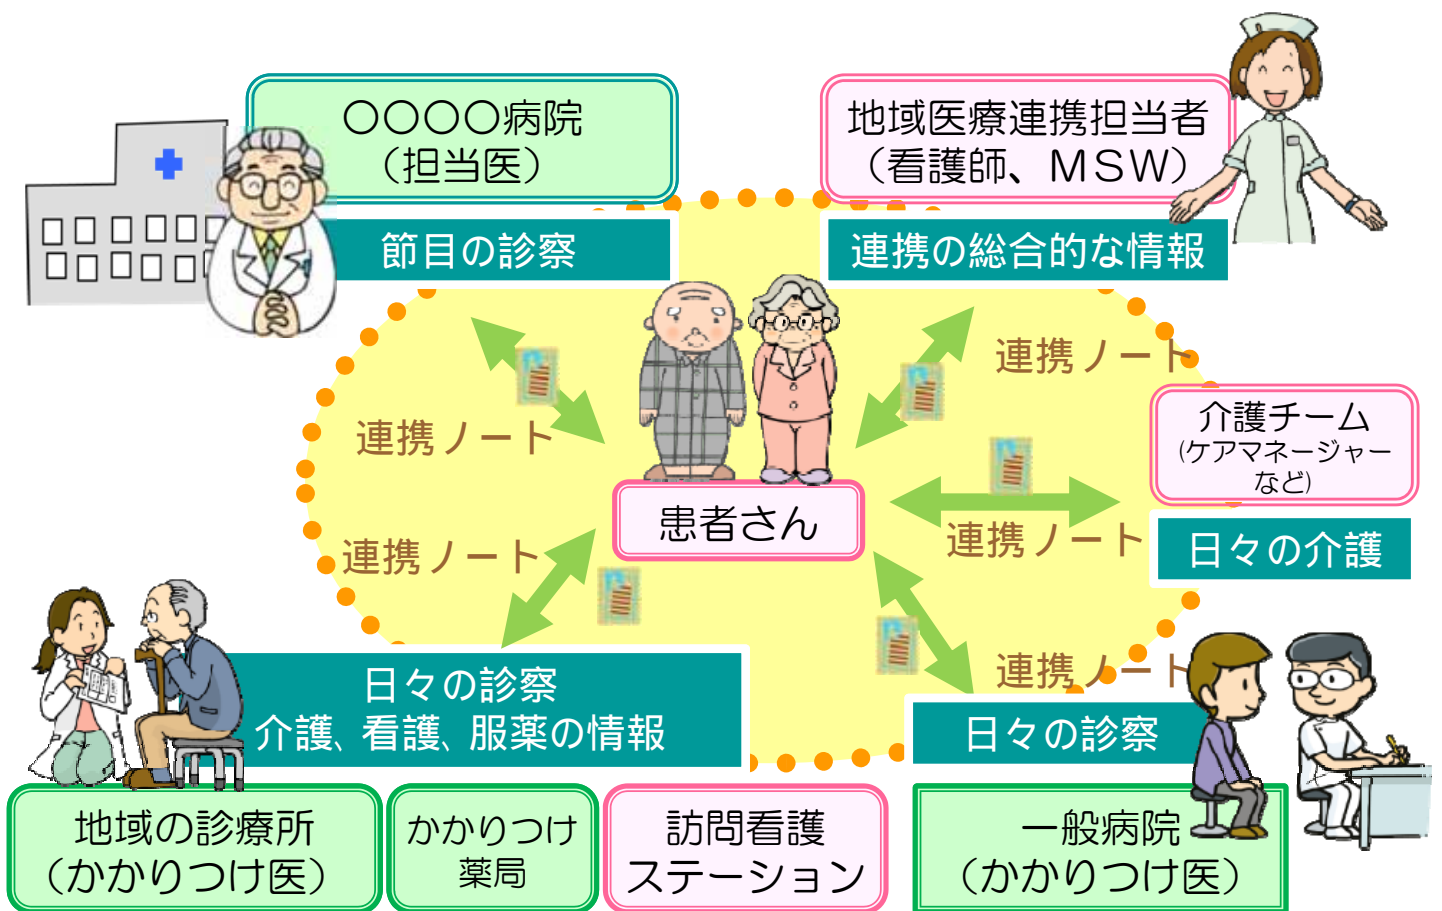 〇〇〇〇病院
（担当医）
節目の診察
地域医療連携担当者
（看護師、ＭＳＷ）
連携の総合的な情報
連携ノート
連携ノート
介護チーム
(ケアマネージャー
など)
日々の介護
患者さん
連携ノート
連携ノート
連携ノート
日々の診察
介護、看護、服薬の情報
日々の診察
地域の診療所
（かかりつけ医）
かかりつけ
薬局
訪問看護
ステーション
一般病院
（かかりつけ医）